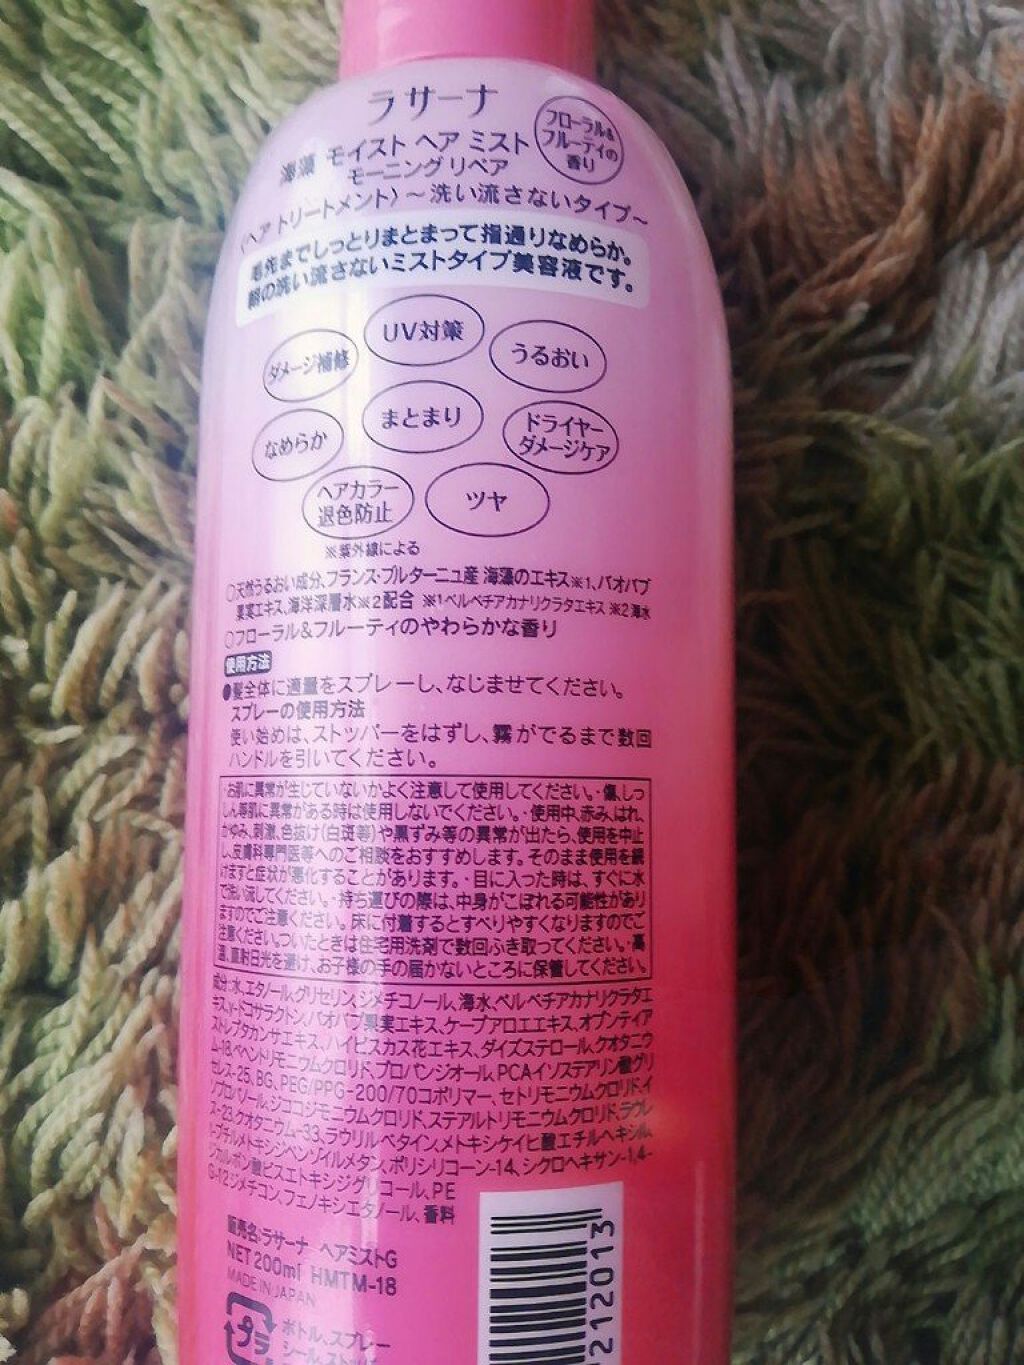 ラサーナ
フローラル&
フルーティの
香り
海藻 モイスト ヘア ミスト
モーニング リペア
〈ヘア トリートメント〉～洗い流さないタイプ～
毛先までしっとりまとまって指通りなめらか。
朝の洗い流さないミストタイプ美容液です。
UV対策
ダメージ補修
うるおい
まとまり
なめらか
ドライヤー
ダメージケア
ヘアカラー
退色防止
ツヤ
※紫外線による
○天然うるおい成分、フランス・ブルターニュ産 海藻のエキス※1、バオバブ
果実エキス、海洋深層水※2配合 ※1ベルベチアカナリクラタエキス ※2海水
○フローラル&フルーティのやわらかな香り
使用方法
●髪全体に適量をスプレーし、なじませてください。
スプレーの使用方法
使い始めは、ストッパーをはずし、霧がでるまで数回
ハンドルを引いてください。
・お肌に異常が生じていないかよく注意して使用してください。・傷、しっ
しん等肌に異常がある時は使用しないでください。・使用中、赤み、はれ、
かゆみ、刺激、色抜け(白斑等)や黒ずみ等の異常が出たら、使用を中止
し、皮膚科専門医等へのご相談をおすすめします。そのまま使用を続
けますと症状が悪化することがあります。・目に入った時は、すぐに水
で洗い流してください。・持ち運びの際は、中身がこぼれる可能性があり
ますのでご注意ください。床に付着するとすべりやすくなりますのでご
注意ください。ついたときは住宅用洗剤で数回ふき取ってください。・高
温、直射日光を避け、お子様の手の届かないところに保管してください。
成分:水、エタノール、グリセリン、ジメチコノール、海水、ベルベチアカナリクラタエ
キス、γ-ドコサラクトン、バオバブ果実エキス、ケープアロエエキス、オプンティア
ストレプタカンサエキス、ハイビスカス花エキス、ダイズステロール、クオタニウ
ム-18、ベヘントリモニウムクロリド、プロパンジオール、PCAイソステアリン酸グリ
セレス-25、BG、PEG/PPG-200/70コポリマー、セトリモニウムクロリド、イ
ソプロパノール、ジココジモニウムクロリド、ステアルトリモニウムクロリド、ラウレ
ス-23、クオタニウム-33、ラウリルベタイン、メトキシケイヒ酸エチルヘキシル、
t-ブチルメトキシジベンゾイルメタン、ポリシリコーン-14、シクロヘキサン-1,4-
ジカルボン酸ビスエトキシジグリコール、PE
G-12ジメチコン、フェノキシエタノール、香料
販売名:ラサーナ ヘアミストG
NET 200ml HMTM-18
MADE IN JAPAN
プラ
ボトル、スプレー
7212013